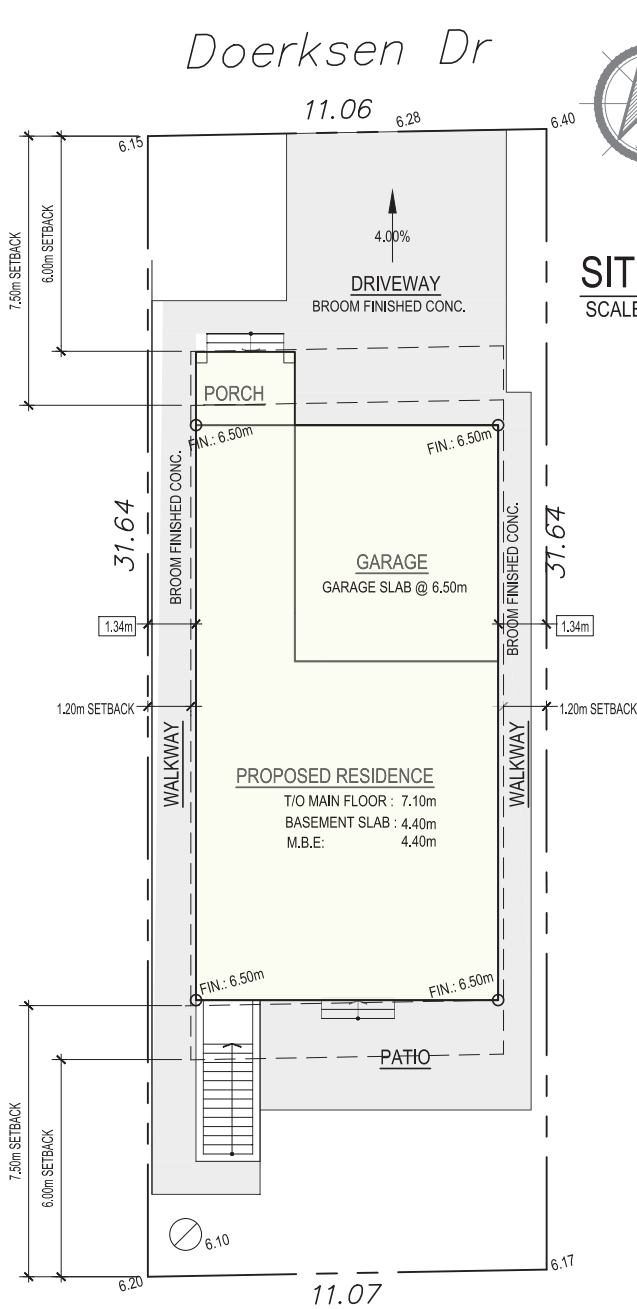 Doerksen Dr
11.06
6.15
6.28
6.40
7.50m SETBACK
6.00m SETBACK
4.00%
DRIVEWAY
BROOM FINISHED CONC.
SIT
SCALE
PORCH
FIN.: 6.50m
FIN.: 6.50m
BROOM FINISHED CONC.
31.64
GARAGE
GARAGE SLAB @ 6.50m
BROOM FINISHED CONC.
31.64
1.34m
1.34m
1.20m SETBACK
1.20m SETBACK
WALKWAY
WALKWAY
PROPOSED RESIDENCE
T/O MAIN FLOOR : 7.10m
BASEMENT SLAB : 4.40m
M.B.E: 4.40m
FIN.: 6.50m
FIN.: 6.50m
PATIO
7.50m SETBACK
6.00m SETBACK
6.10
6.20
6.17
11.07